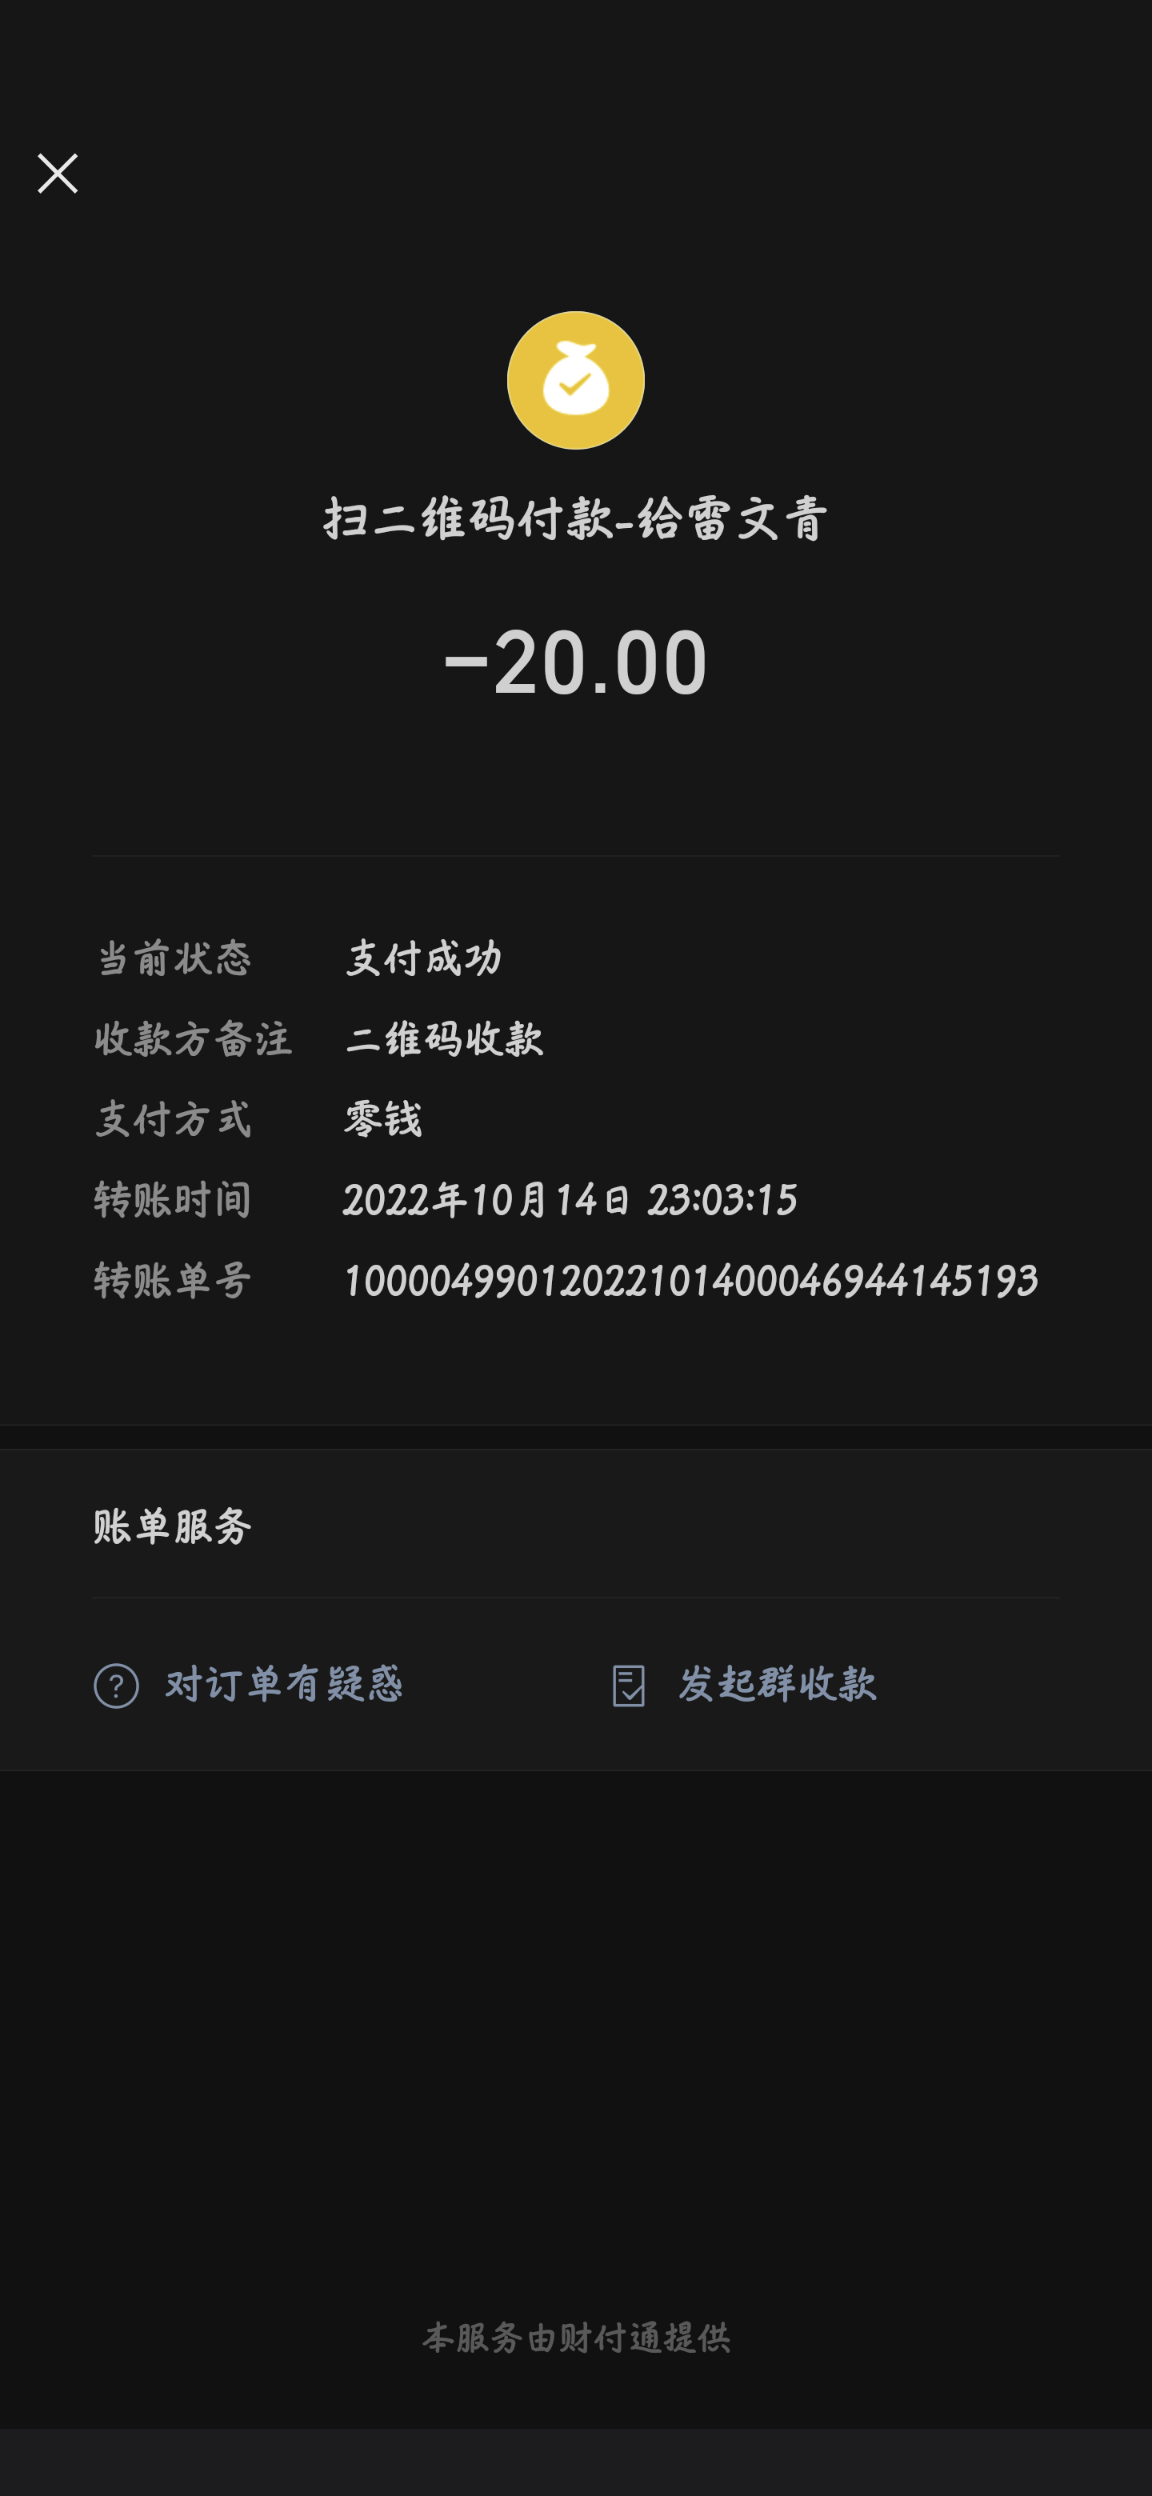 扫二维码付款-给雷文青
-20.00
当前状态 支付成功
收款方备注 二维码收款
支付方式 零钱
转账时间 2022年10月14日 23:03:15
转账单号 1000049901202210140004694414​5193
账单服务
对订单有疑惑 发起群收款
本服务由财付通提供